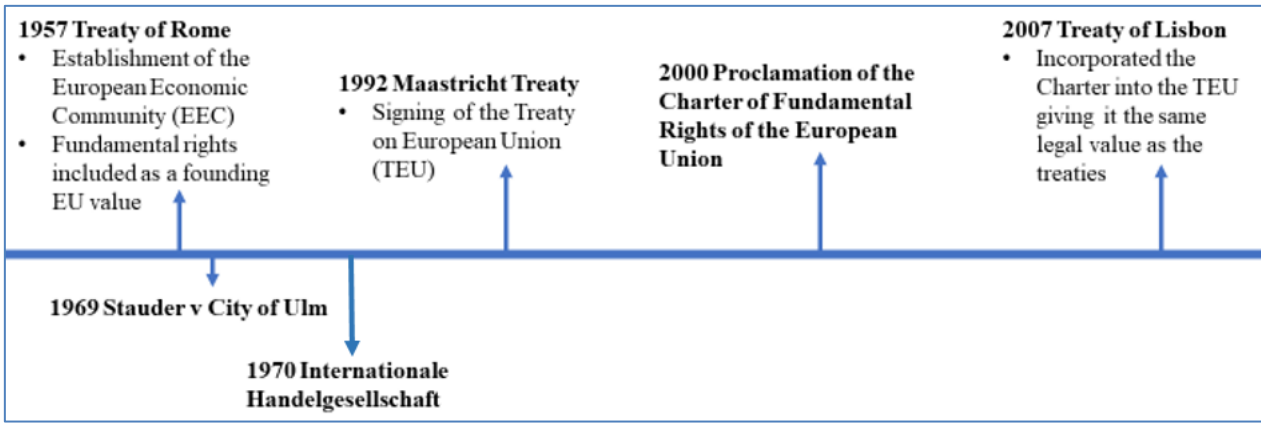 1957 Treaty of Rome
• Establishment of the
European Economic
Community (EEC)
• Fundamental rights
included as a founding
EU value
1992 Maastricht Treaty
• Signing of the Treaty
on European Union
(TEU)
2000 Proclamation of the
Charter of Fundamental
Rights of the European
Union
2007 Treaty of Lisbon
• Incorporated the
Charter into the TEU
giving it the same
legal value as the
treaties
1969 Stauder v City of Ulm
1970 Internationale
Handelgesellschaft